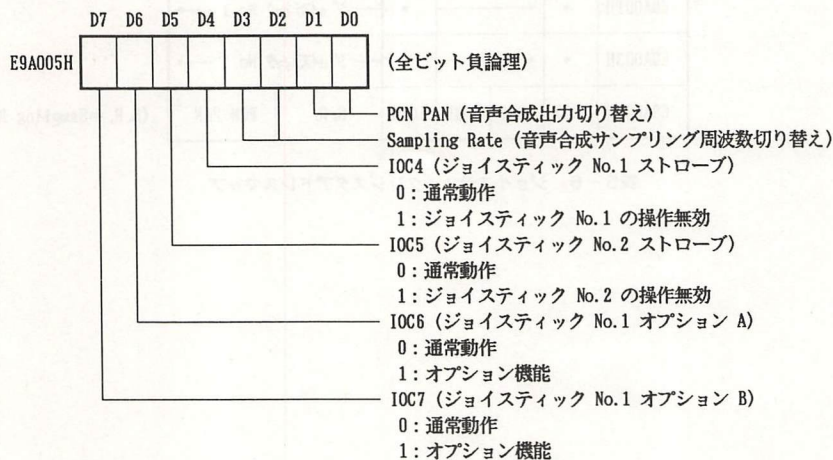 D7 D6 D5 D4 D3 D2 D1 D0
E9A005H (全ビット負論理)
PCN PAN (音声合成出力切り替え)
Sampling Rate (音声合成サンプリング周波数切り替え)
IOC4 (ジョイスティック No.1 ストローブ)
0:通常動作
1:ジョイスティック No.1 の操作無効
IOC5 (ジョイスティック No.2 ストローブ)
0:通常動作
1:ジョイスティック No.2 の操作無効
IOC6 (ジョイスティック No.1 オプション A)
0:通常動作
1:オプション機能
IOC7 (ジョイスティック No.1 オプション B)
0:通常動作
1:オプション機能